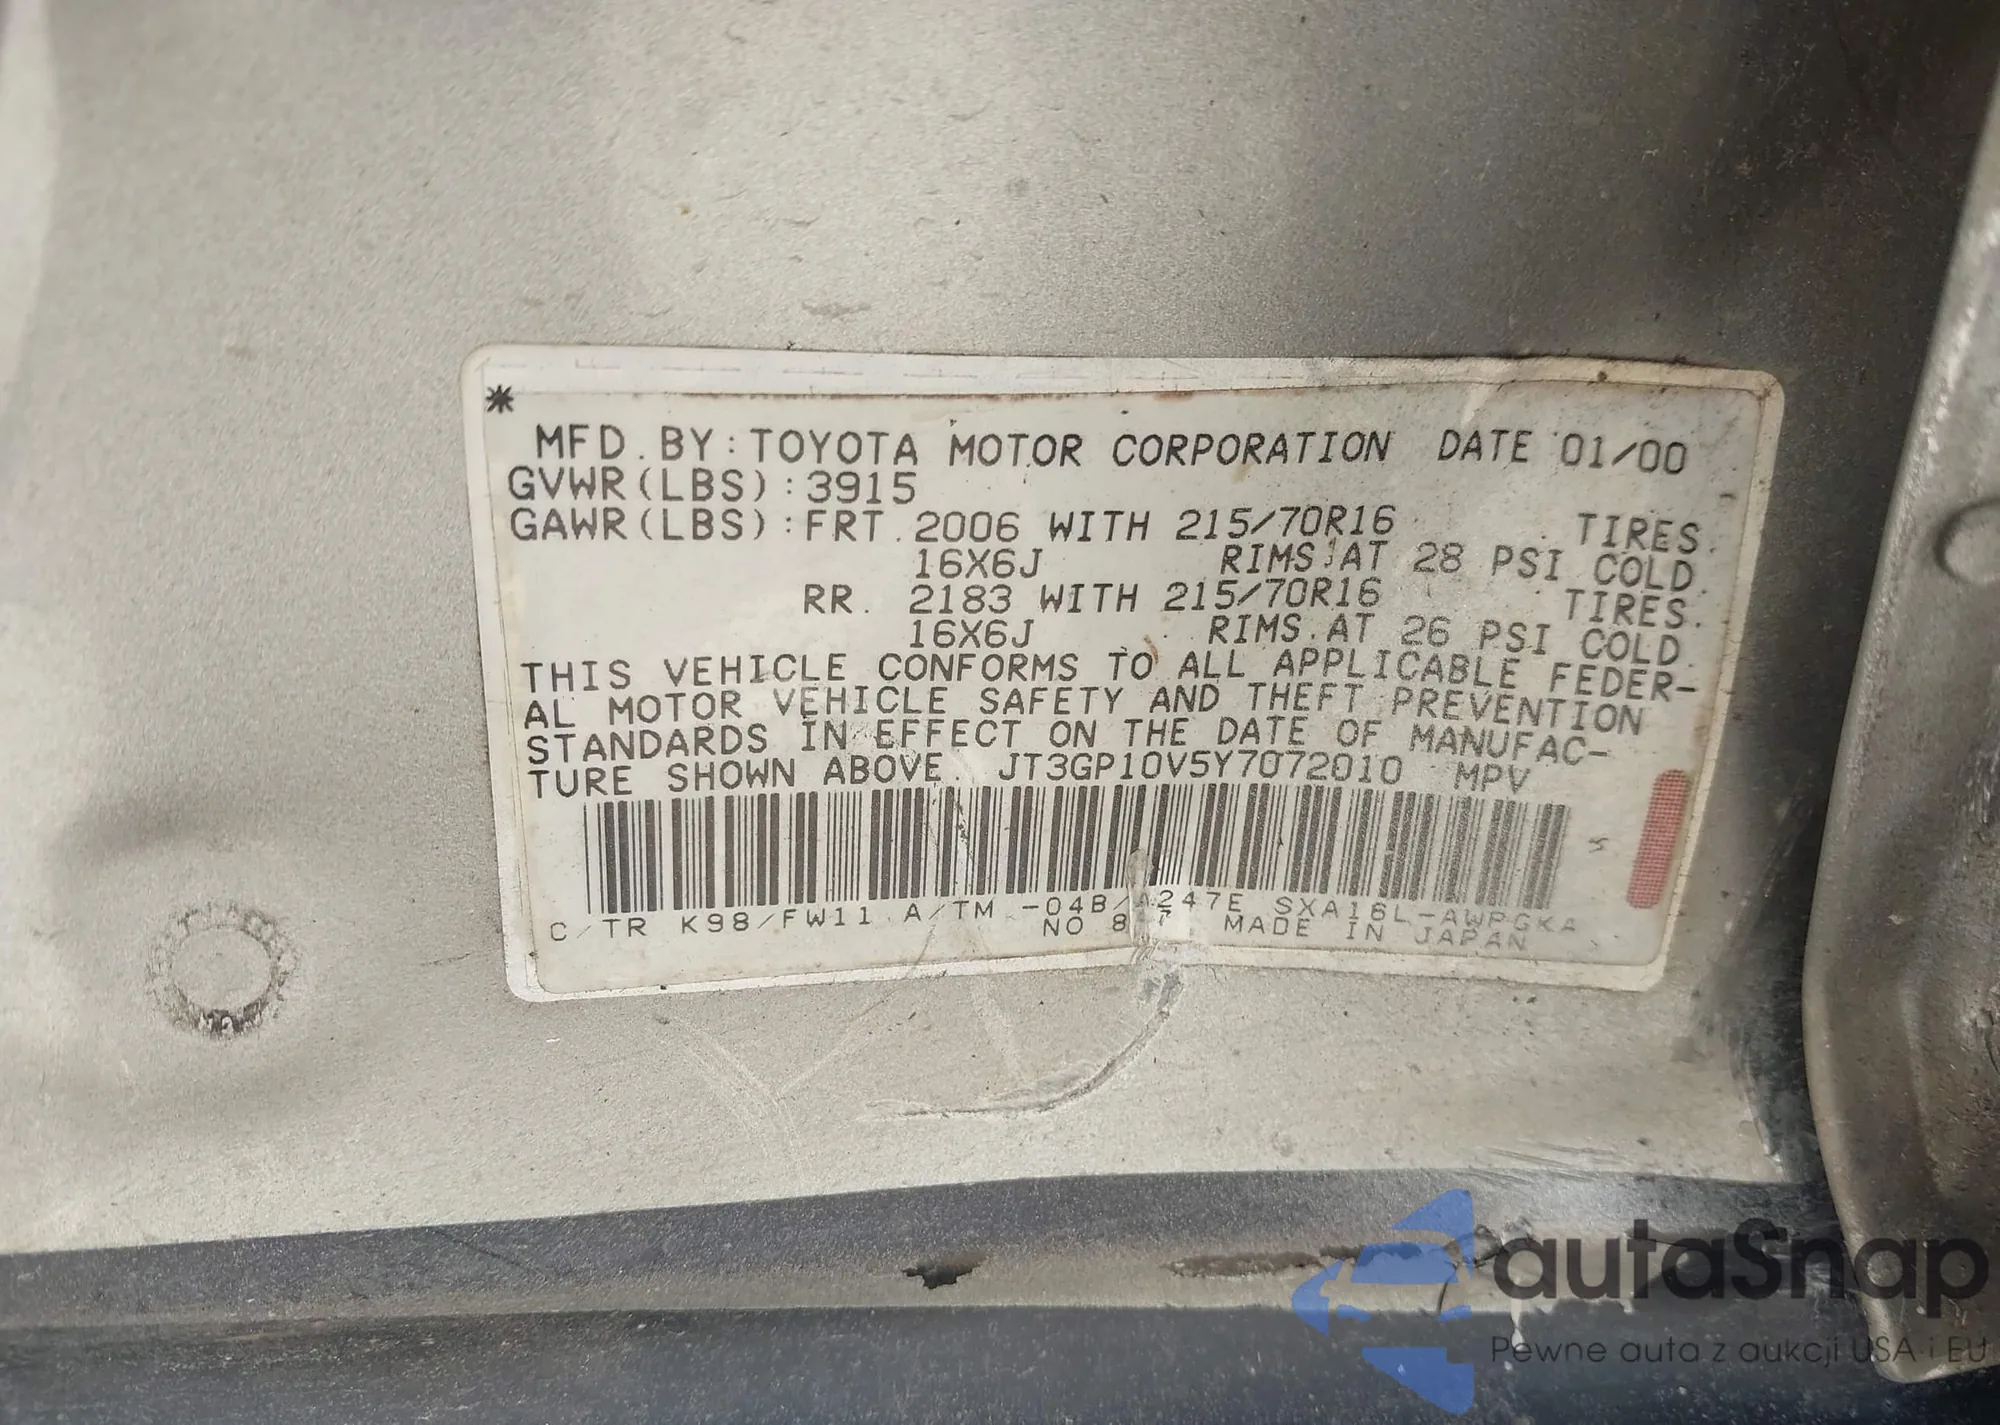 *
MFD. BY: TOYOTA MOTOR CORPORATION DATE 01/00
GVWR(LBS):3915
GAWR(LBS):FRT. 2006 WITH 215/70R16 TIRES.
16X6J RIMS.AT 28 PSI COLD.
RR. 2183 WITH 215/70R16 TIRES.
16X6J RIMS.AT 26 PSI COLD.
THIS VEHICLE CONFORMS TO ALL APPLICABLE FEDER-
AL MOTOR VEHICLE SAFETY AND THEFT PREVENTION
STANDARDS IN EFFECT ON THE DATE OF MANUFAC-
TURE SHOWN ABOVE. JT3GP10V5Y7072010 MPV
C/TR K98/FW11 A/TM -04B/A247E SXA16L-AWPGKA
NO MADE IN JAPAN
autaSnap
Pewne auta z aukcji USA i EU